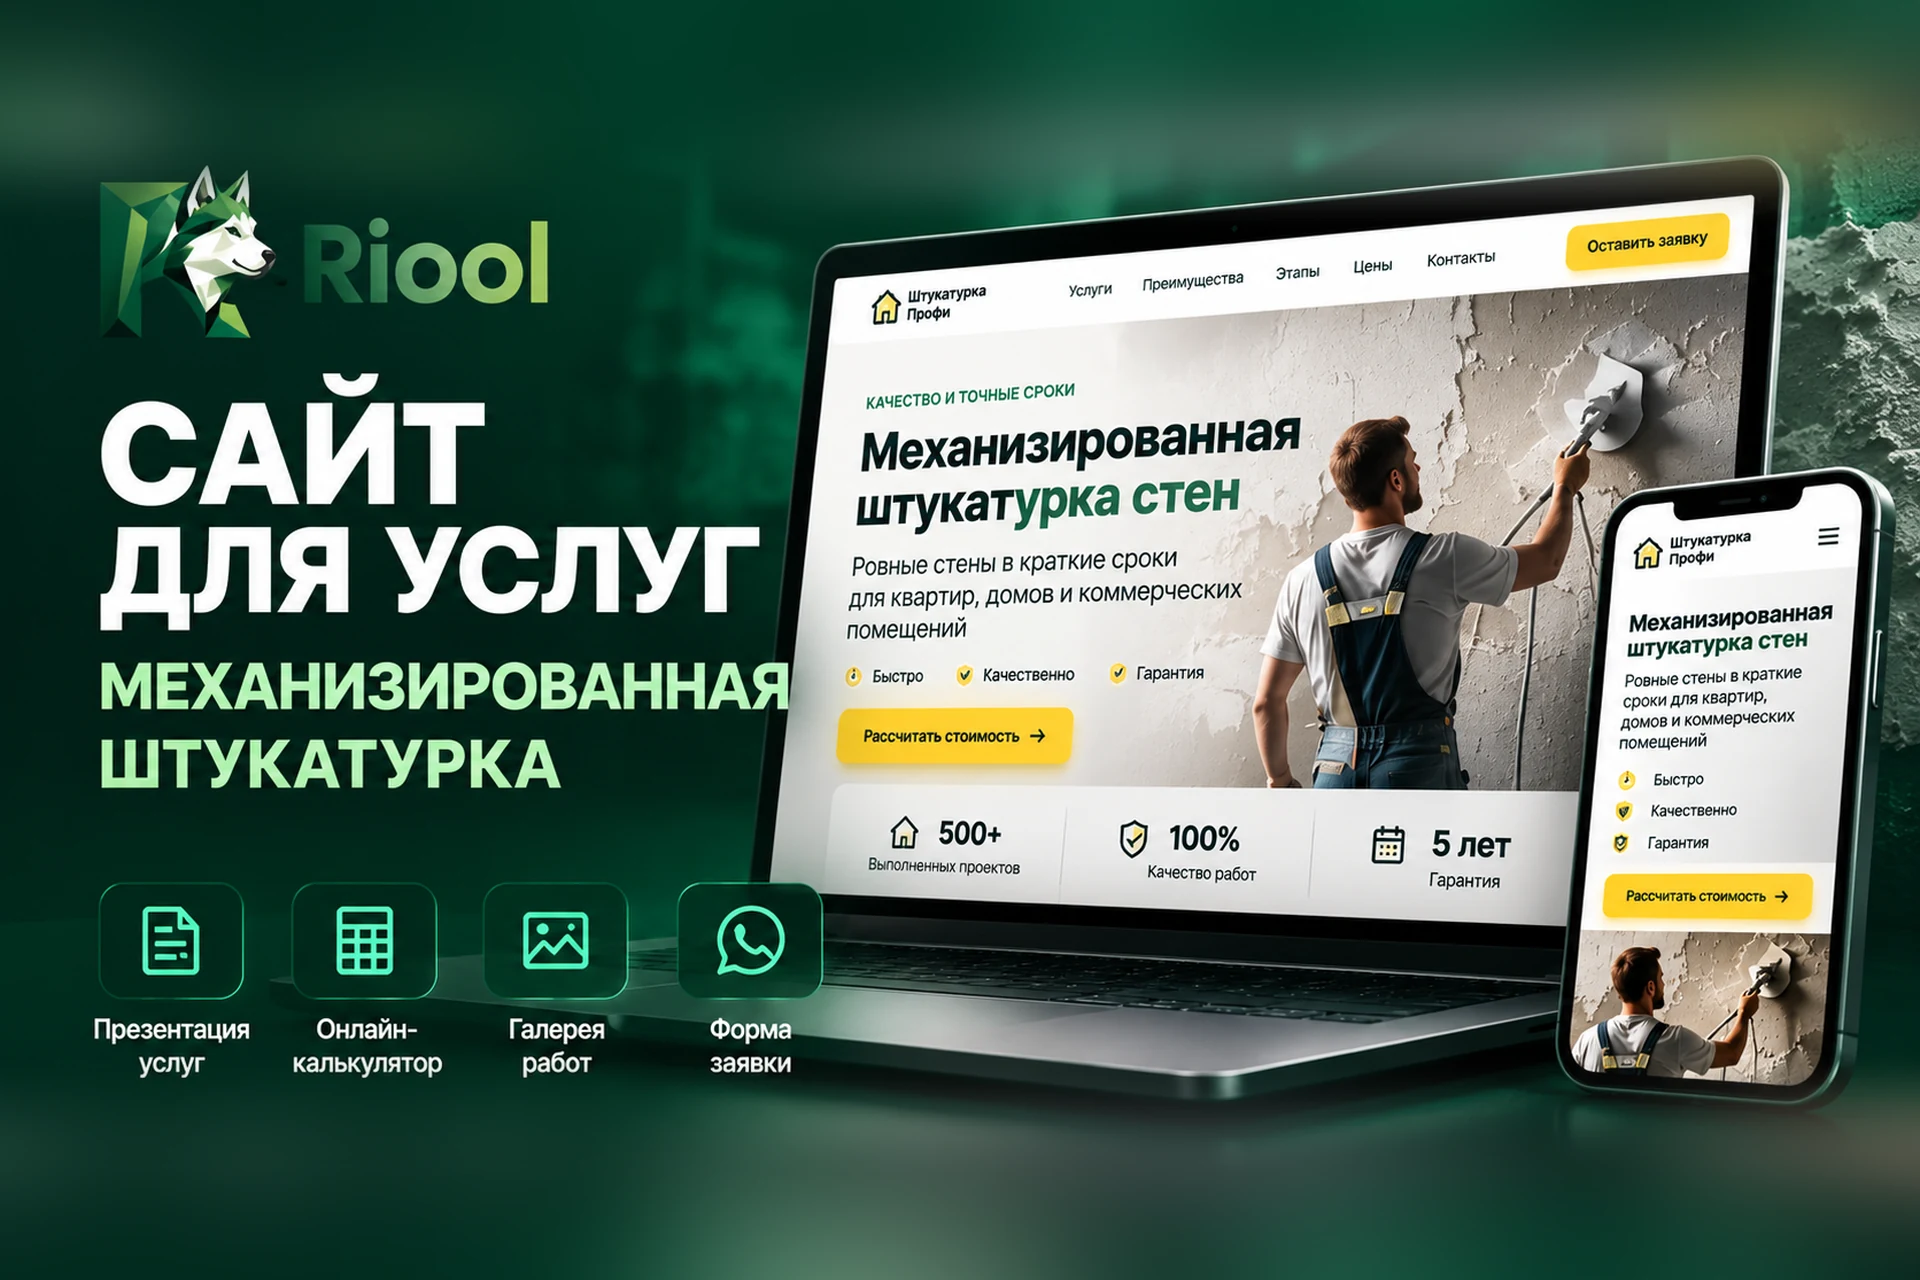 Riool
САЙТ
ДЛЯ УСЛУГ
МЕХАНИЗИРОВАННАЯ
ШТУКАТУРКА
Презентация
услуг
Онлайн-
калькулятор
Галерея
работ
Форма
заявки
Штукатурка
Профи
Услуги
Преимущества
Этапы
Цены
Контакты
Оставить заявку
КАЧЕСТВО И ТОЧНЫЕ СРОКИ
Механизированная
штукатурка стен
Ровные стены в краткие сроки
для квартир, домов и коммерческих
помещений
Быстро
Качественно
Гарантия
Рассчитать стоимость →
500+
Выполненных проектов
100%
Качество работ
5 лет
Гарантия
Штукатурка
Профи
Механизированная
штукатурка стен
Ровные стены в краткие
сроки для квартир,
домов и коммерческих
помещений
Быстро
Качественно
Гарантия
Рассчитать стоимость →